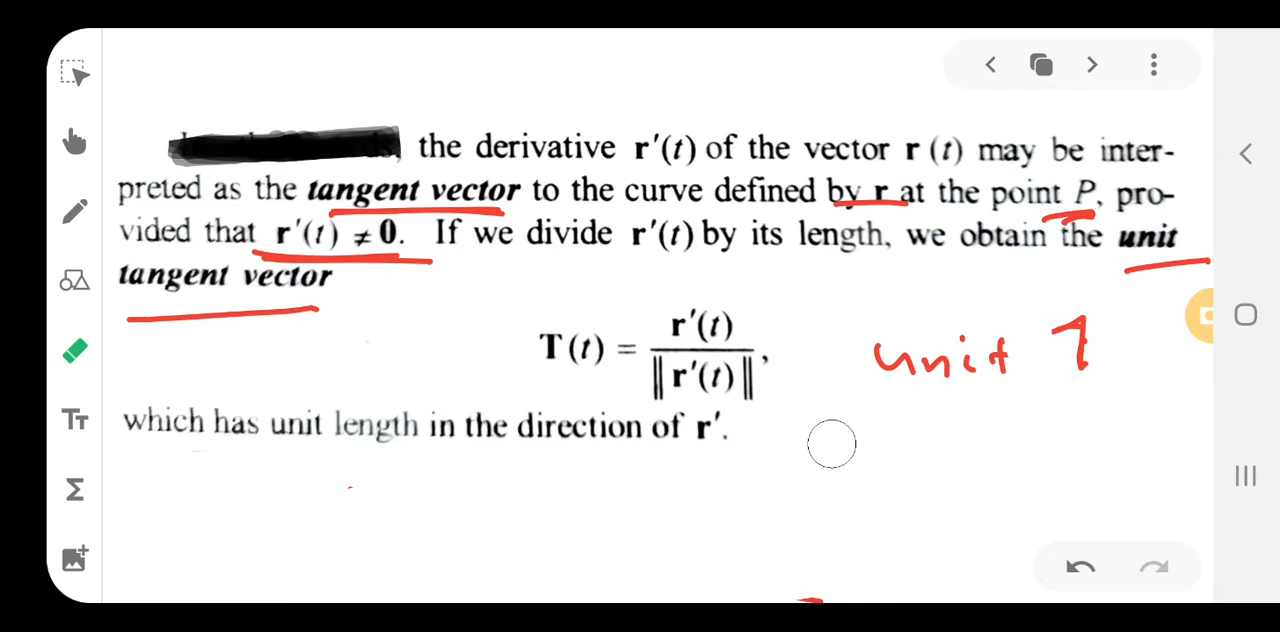 the derivative r′(t) of the vector r (t) may be inter-
preted as the tangent vector to the curve defined by r at the point P, pro-
vided that r′(t) ≠ 0. If we divide r′(t) by its length, we obtain the unit
tangent vector
T(t) = r′(t) / ‖r′(t)‖,
unit 1
which has unit length in the direction of r′.